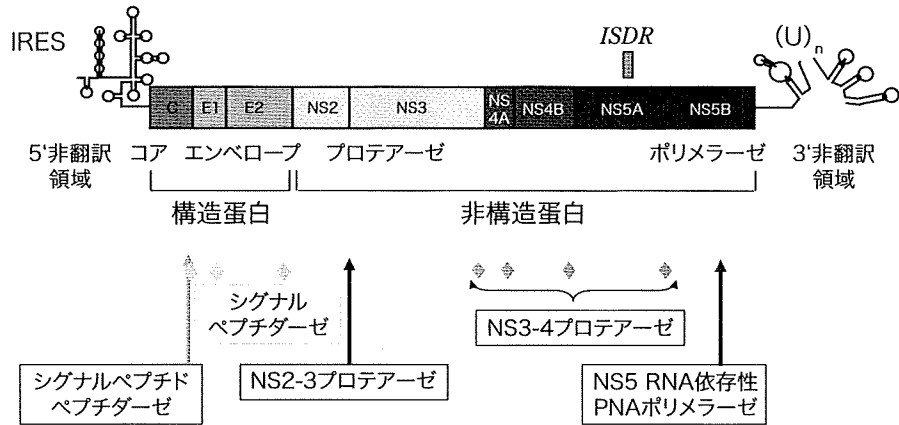 IRES
ISDR
(U)n
C E1 E2 NS2 NS3 NS4A NS4B NS5A NS5B
5'非翻訳領域
コア
エンベロープ
プロテアーゼ
ポリメラーゼ
3'非翻訳領域
構造蛋白
非構造蛋白
シグナル
ペプチダーゼ
NS3-4プロテアーゼ
シグナルペプチド
ペプチダーゼ
NS2-3プロテアーゼ
NS5 RNA依存性
PNAポリメラーゼ